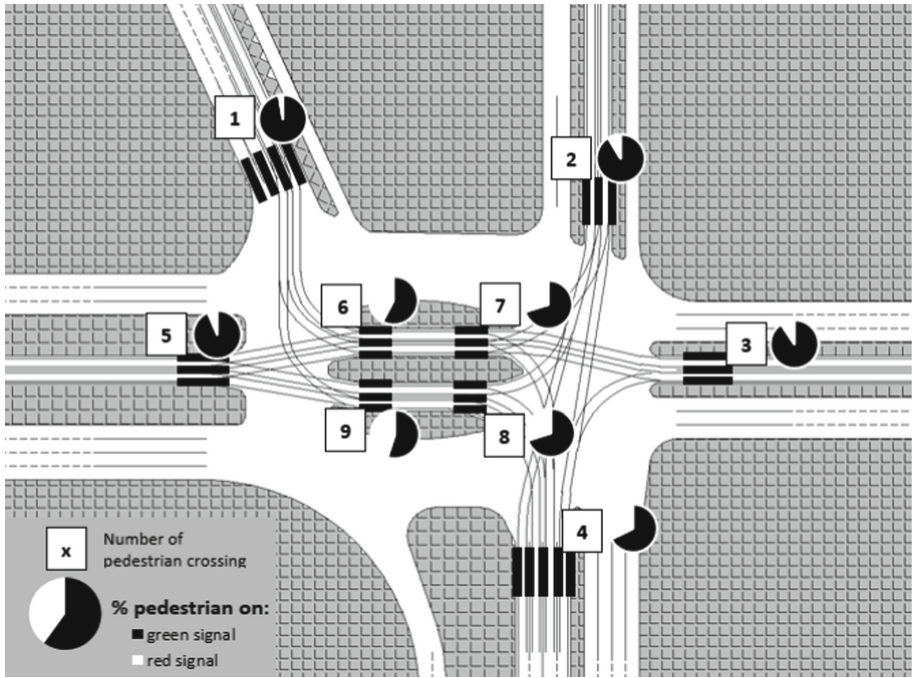 1
2
3
4
5
6
7
8
9
x
Number of
pedestrian crossing
% pedestrian on:
green signal
red signal